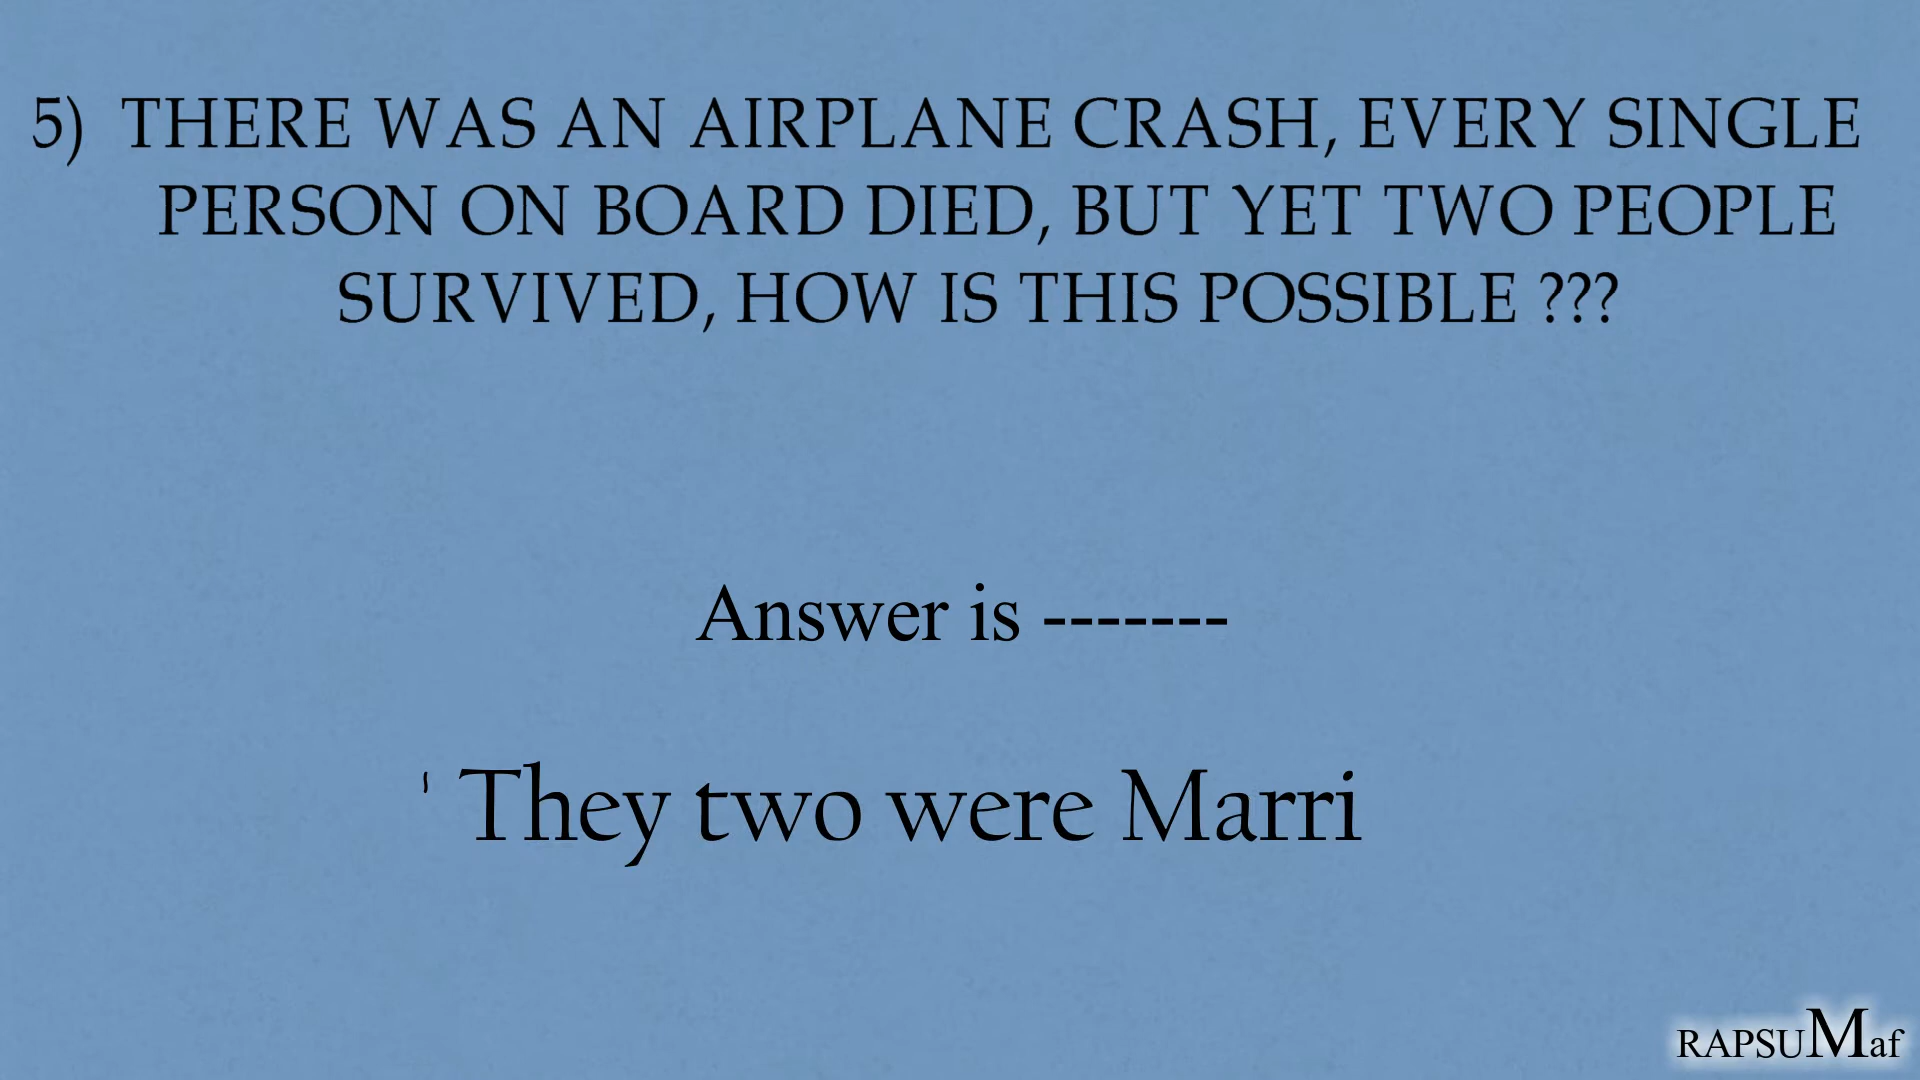 5) THERE WAS AN AIRPLANE CRASH, EVERY SINGLE
PERSON ON BOARD DIED, BUT YET TWO PEOPLE
SURVIVED, HOW IS THIS POSSIBLE ???
Answer is -------
' They two were Marri
RAPSUMaf